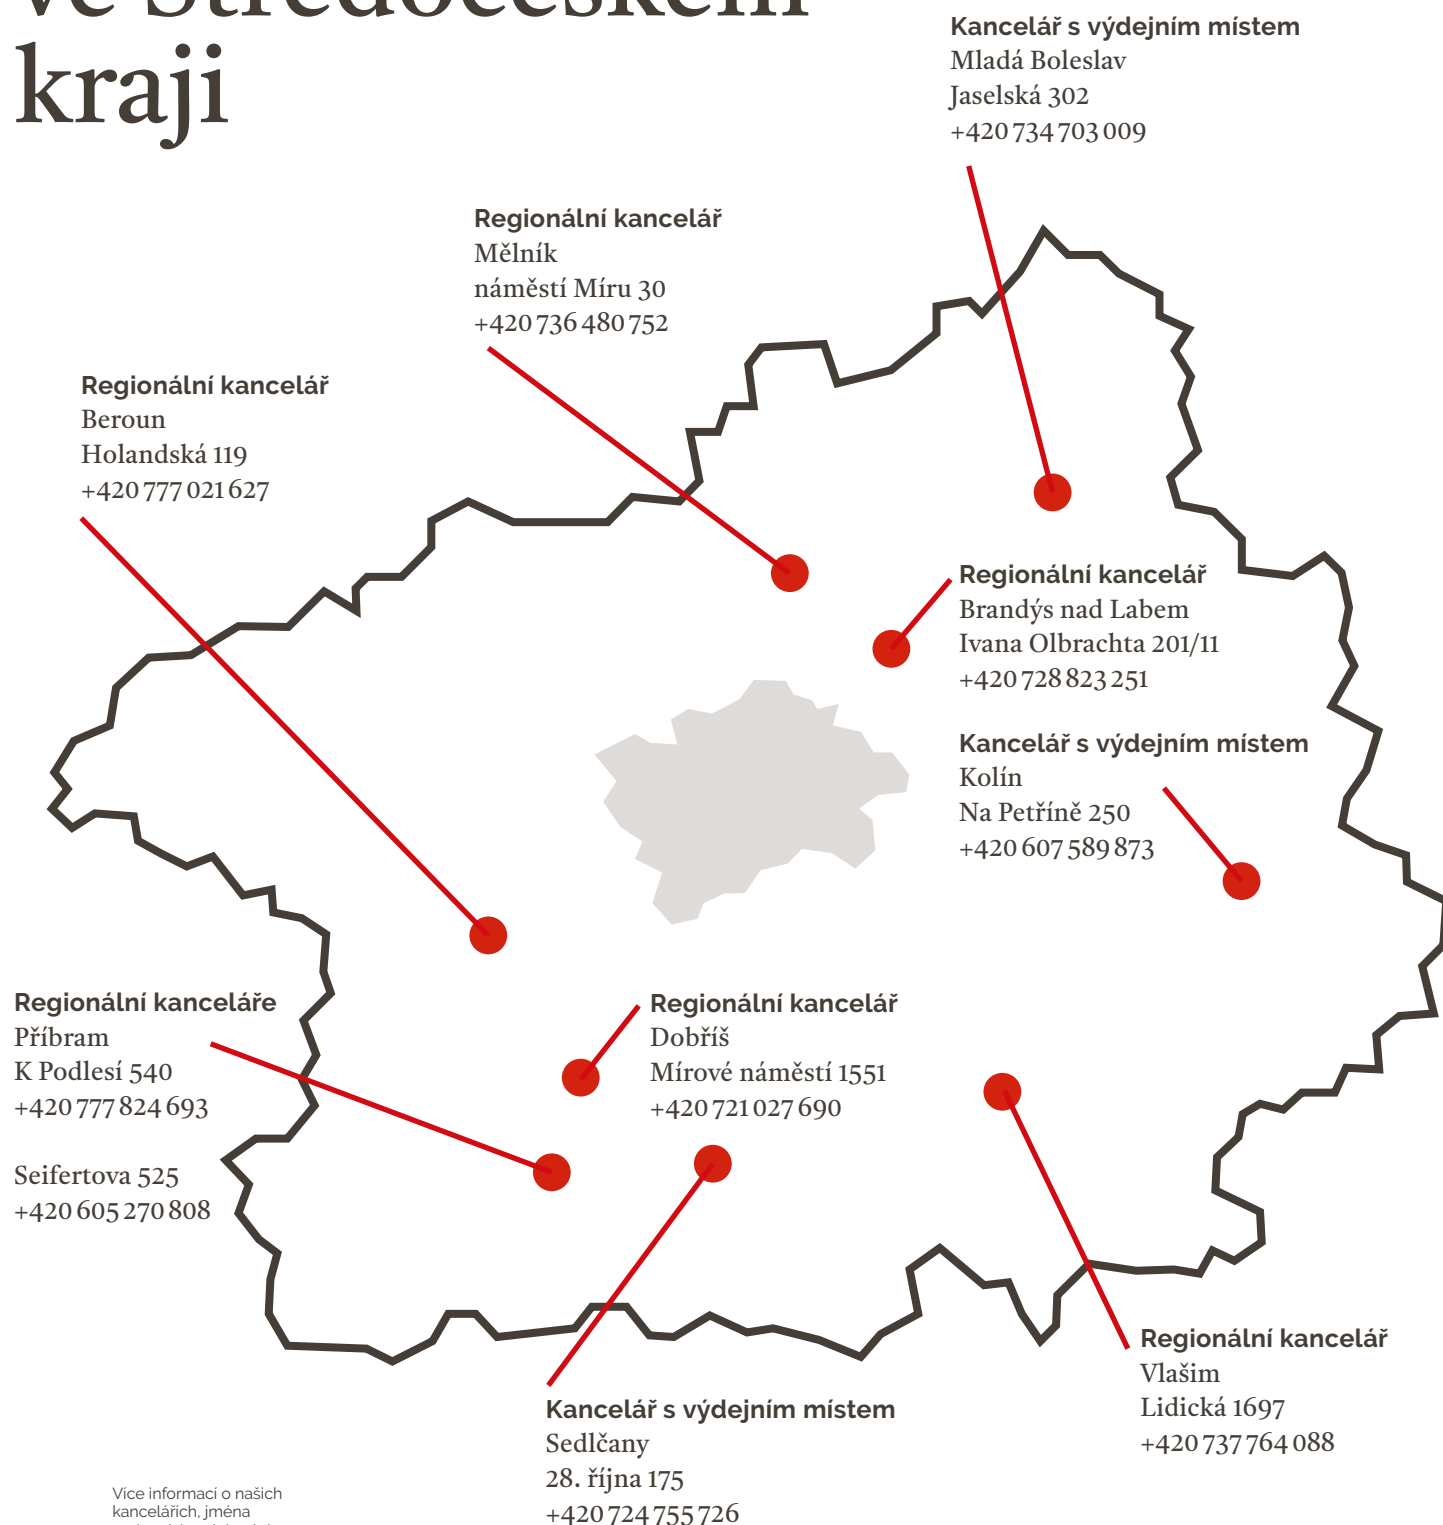 ve Středočeském
kraji
Kancelář s výdejním místem
Mladá Boleslav
Jaselská 302
+420 734 703 009
Regionální kancelář
Mělník
náměstí Míru 30
+420 736 480 752
Regionální kancelář
Beroun
Holandská 119
+420 777 021 627
Regionální kancelář
Brandýs nad Labem
Ivana Olbrachta 201/11
+420 728 823 251
Kancelář s výdejním místem
Kolín
Na Petříně 250
+420 607 589 873
Regionální kanceláře
Příbram
K Podlesí 540
+420 777 824 693
Seifertova 525
+420 605 270 808
Regionální kancelář
Dobříš
Mírové náměstí 1551
+420 721 027 690
Regionální kancelář
Vlašim
Lidická 1697
+420 737 764 088
Kancelář s výdejním místem
Sedlčany
28. října 175
+420 724 755 726
Více informací o našich
kancelářích, jména